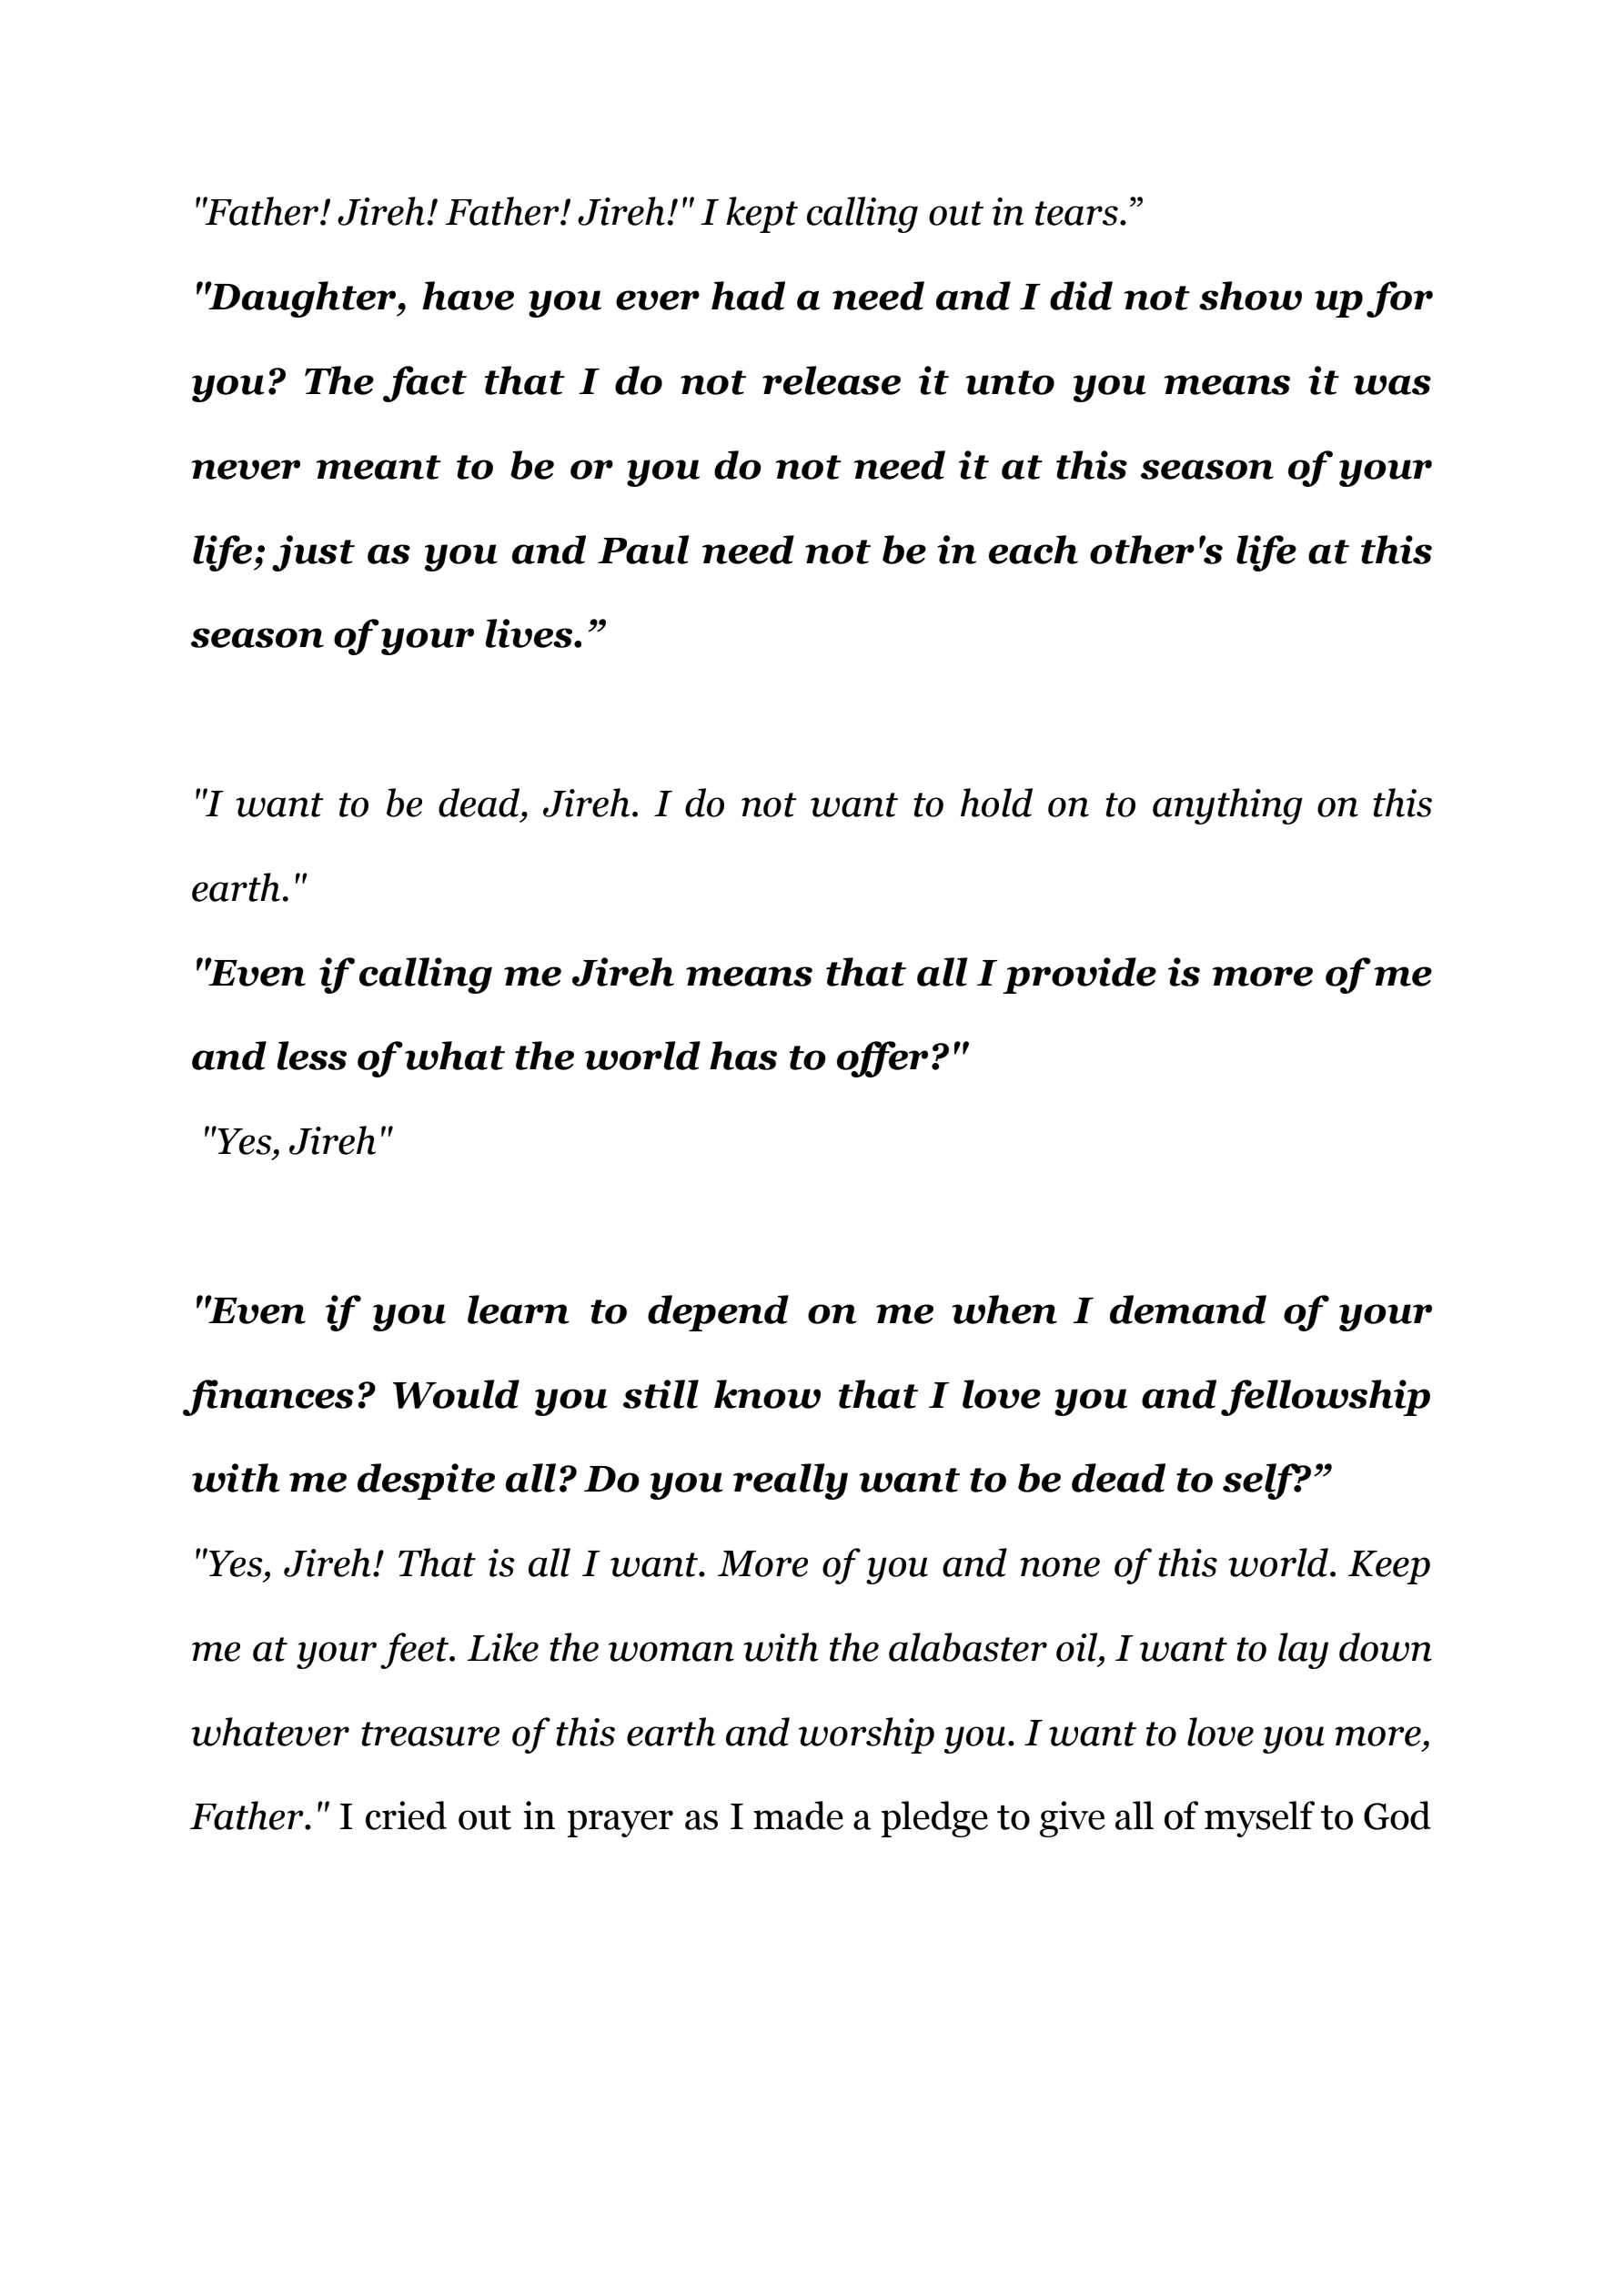 "Father! Jireh! Father! Jireh!" I kept calling out in tears.”
"Daughter, have you ever had a need and I did not show up for
you? The fact that I do not release it unto you means it was
never meant to be or you do not need it at this season of your
life; just as you and Paul need not be in each other's life at this
season of your lives.”
"I want to be dead, Jireh. I do not want to hold on to anything on this
earth."
"Even if calling me Jireh means that all I provide is more of me
and less of what the world has to offer?"
"Yes, Jireh"
"Even if you learn to depend on me when I demand of your
finances? Would you still know that I love you and fellowship
with me despite all? Do you really want to be dead to self?”
"Yes, Jireh! That is all I want. More of you and none of this world. Keep
me at your feet. Like the woman with the alabaster oil, I want to lay down
whatever treasure of this earth and worship you. I want to love you more,
Father." I cried out in prayer as I made a pledge to give all of myself to God